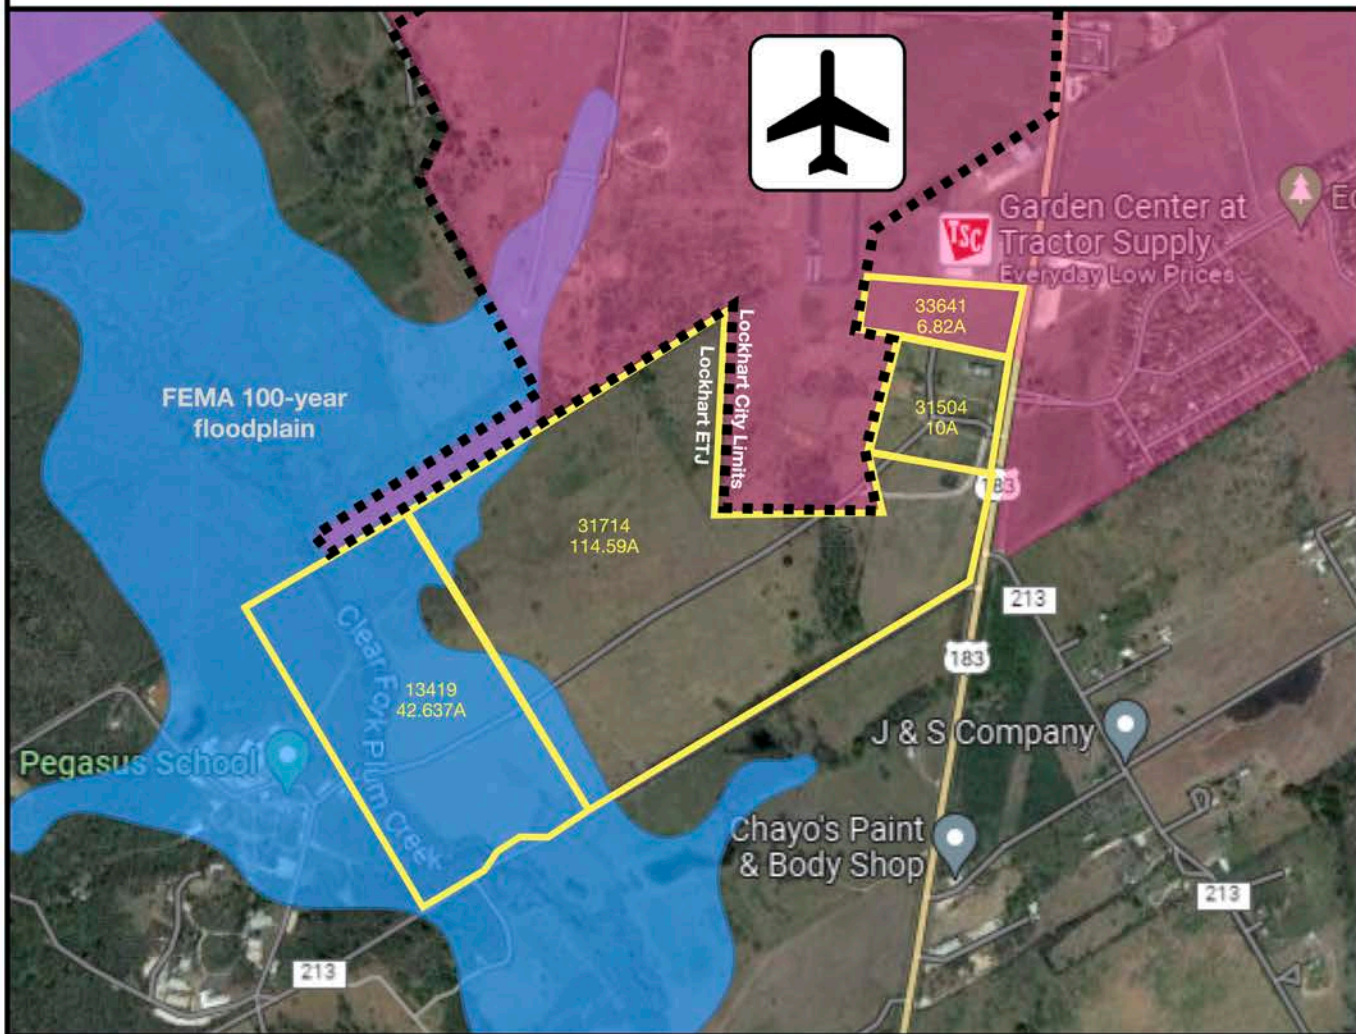 TSC
Garden Center at
Tractor Supply
Everyday Low Prices
Ec
33641
6.82A
Lockhart City Limits
Lockhart ETJ
FEMA 100-year
floodplain
31504
10A
183
31714
114.59A
213
183
Clear Fork Plum Creek
13419
42.637A
J & S Company
Pegasus School
Chayo's Paint
& Body Shop
213
213